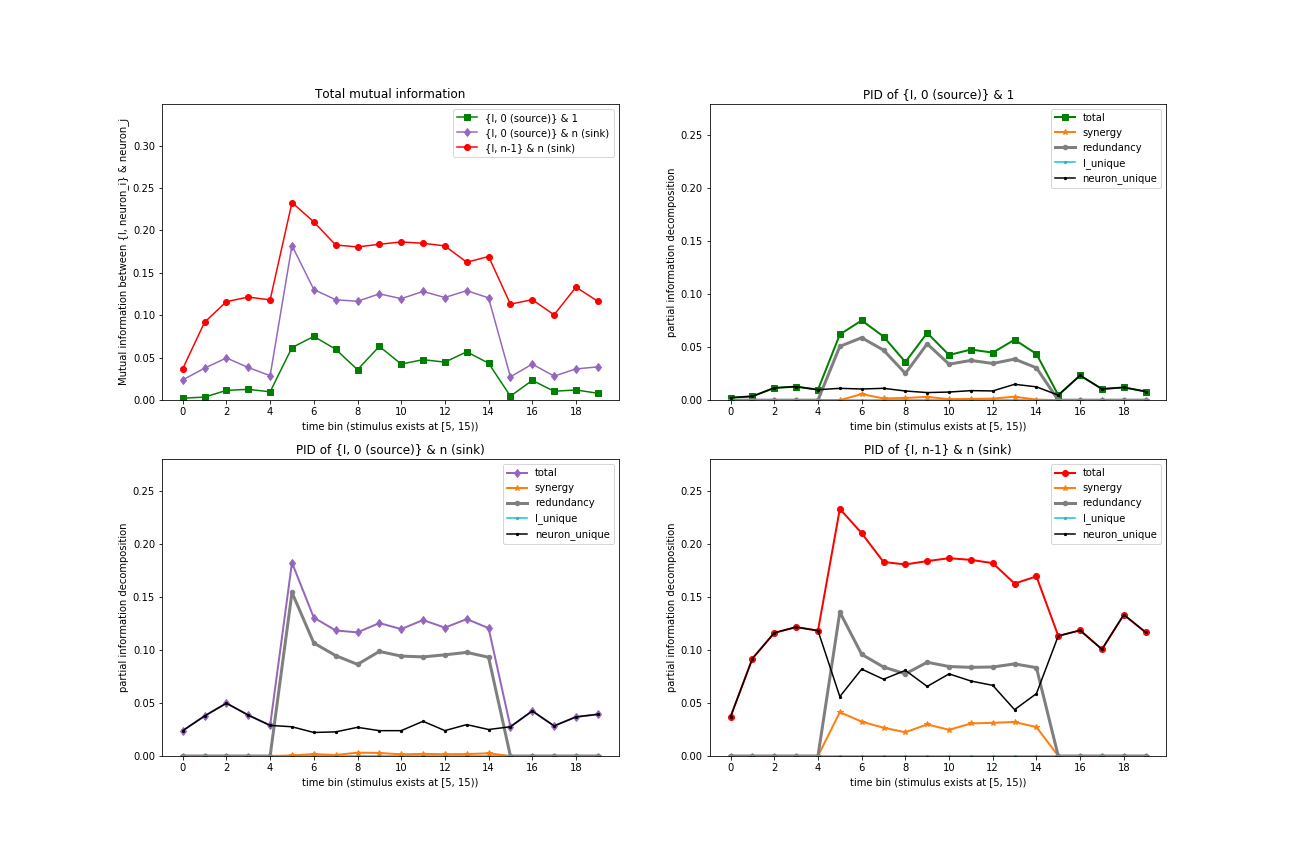 Total mutual information
Mutual information between {I, neuron_i} & neuron_j
0.30
0.25
0.20
0.15
0.10
0.05
0.00
{I, 0 (source)} & 1
{I, 0 (source)} & n (sink)
{I, n-1} & n (sink)
0 2 4 6 8 10 12 14 16 18
time bin (stimulus exists at [5, 15))
PID of {I, 0 (source)} & 1
partial information decomposition
0.25
0.20
0.15
0.10
0.05
0.00
total
synergy
redundancy
I_unique
neuron_unique
0 2 4 6 8 10 12 14 16 18
time bin (stimulus exists at [5, 15))
PID of {I, 0 (source)} & n (sink)
partial information decomposition
0.25
0.20
0.15
0.10
0.05
0.00
total
synergy
redundancy
I_unique
neuron_unique
0 2 4 6 8 10 12 14 16 18
time bin (stimulus exists at [5, 15))
PID of {I, n-1} & n (sink)
partial information decomposition
0.25
0.20
0.15
0.10
0.05
0.00
total
synergy
redundancy
I_unique
neuron_unique
0 2 4 6 8 10 12 14 16 18
time bin (stimulus exists at [5, 15))